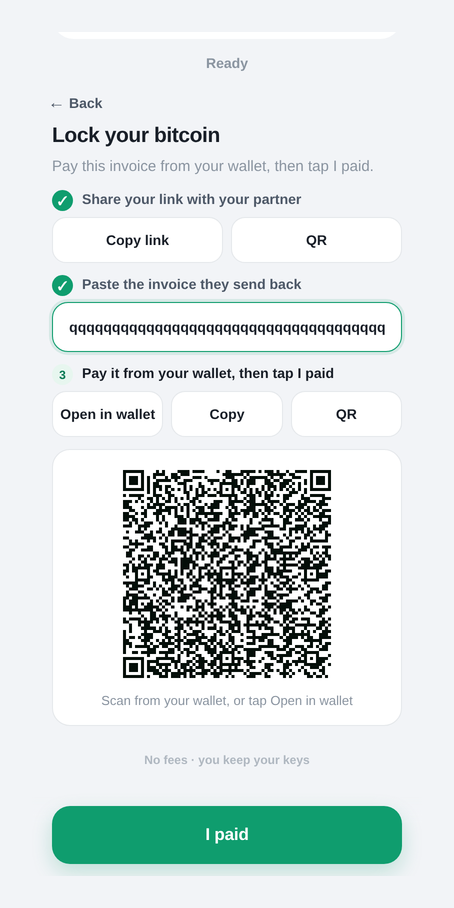 Ready
← Back
Lock your bitcoin
Pay this invoice from your wallet, then tap I paid.
✓ Share your link with your partner
Copy link QR
✓ Paste the invoice they send back
qqqqqqqqqqqqqqqqqqqqqqqqqqqqqqqqqqqqq
3 Pay it from your wallet, then tap I paid
Open in wallet Copy QR
Scan from your wallet, or tap Open in wallet
No fees · you keep your keys
I paid